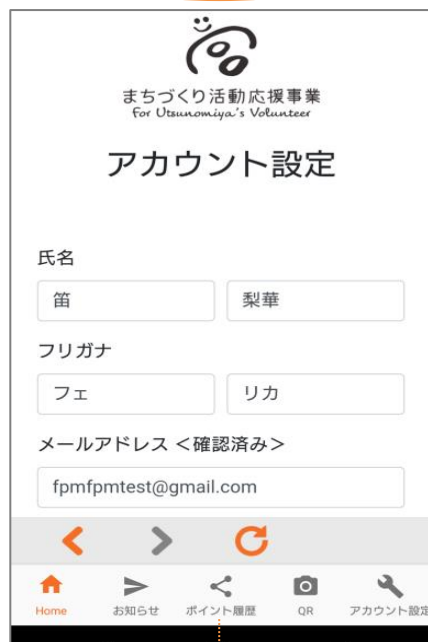 まちづくり活動応援事業
For Utsunomiya's Volunteer
アカウント設定
氏名
笛 梨華
フリガナ
フェ リカ
メールアドレス <確認済み>
fpmfpmtest@gmail.com
Home お知らせ ポイント履歴 QR アカウント設定